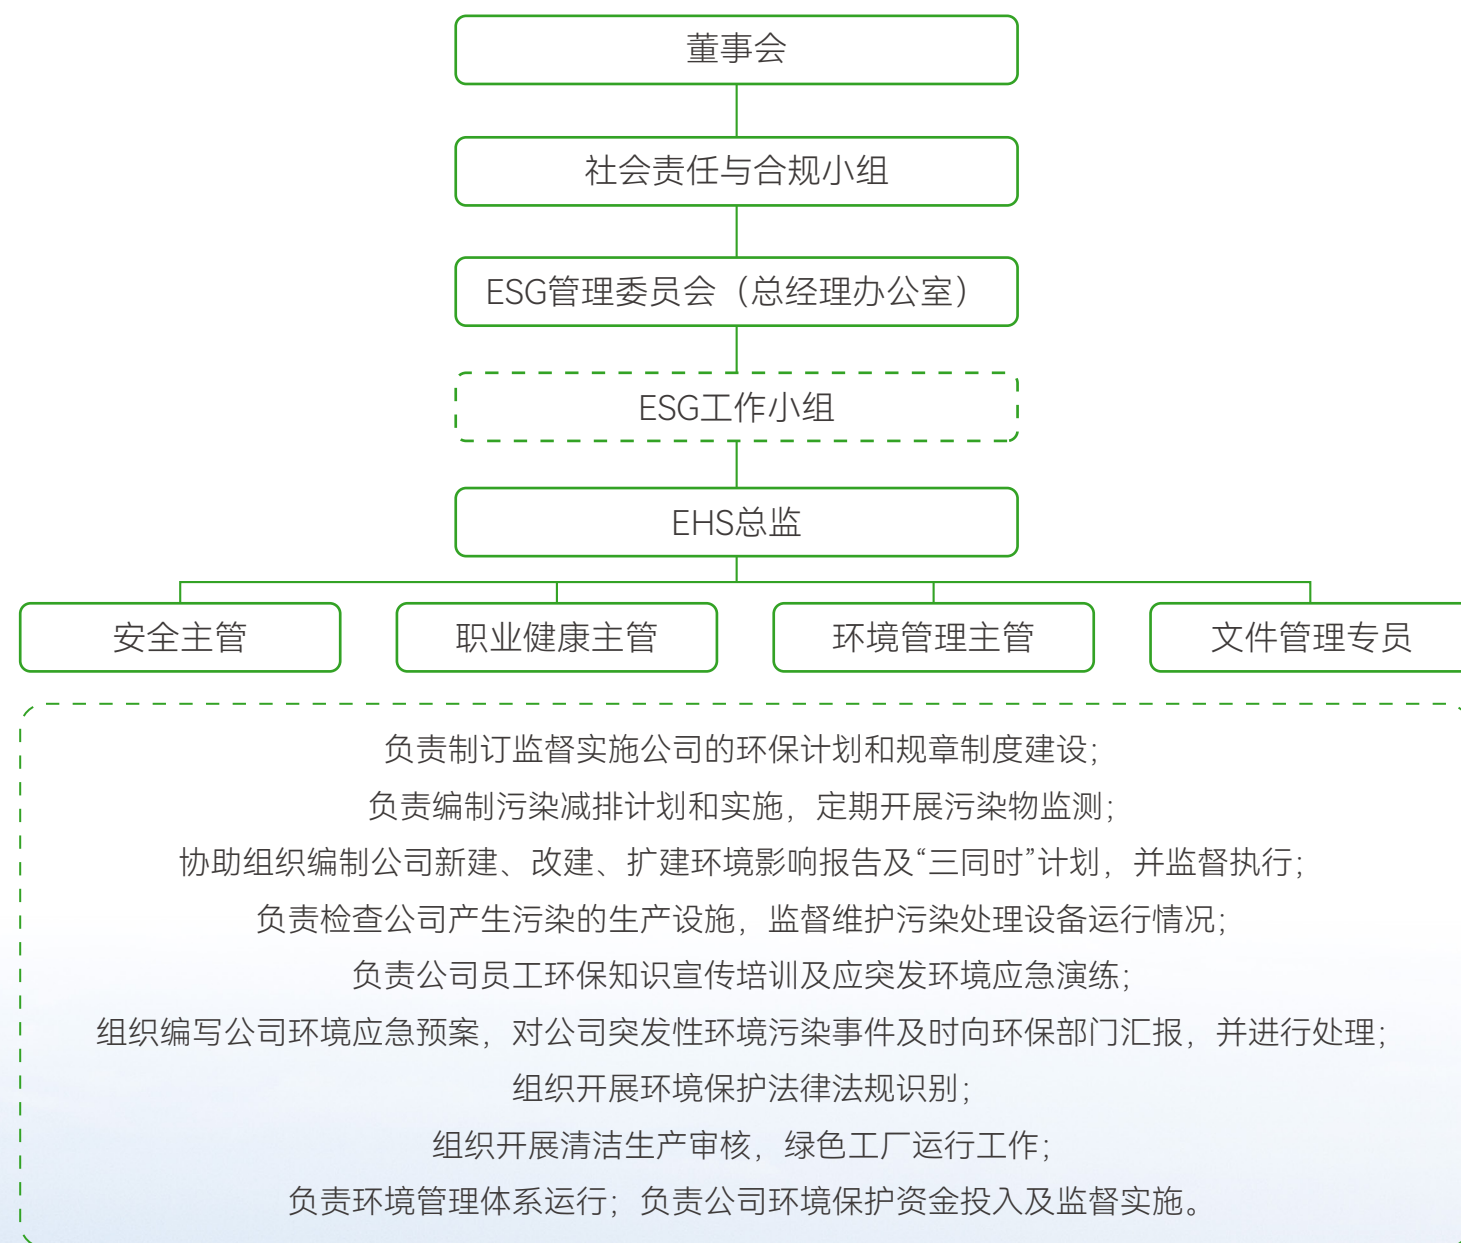 董事会
社会责任与合规小组
ESG管理委员会（总经理办公室）
ESG工作小组
EHS总监
安全主管
职业健康主管
环境管理主管
文件管理专员
负责制订监督实施公司的环保计划和规章制度建设；
负责编制污染减排计划和实施，定期开展污染物监测；
协助组织编制公司新建、改建、扩建环境影响报告及“三同时”计划，并监督执行；
负责检查公司产生污染的生产设施，监督维护污染处理设备运行情况；
负责公司员工环保知识宣传培训及应突发环境应急演练；
组织编写公司环境应急预案，对公司突发性环境污染事件及时向环保部门汇报，并进行处理；
组织开展环境保护法律法规识别；
组织开展清洁生产审核，绿色工厂运行工作；
负责环境管理体系运行；负责公司环境保护资金投入及监督实施。